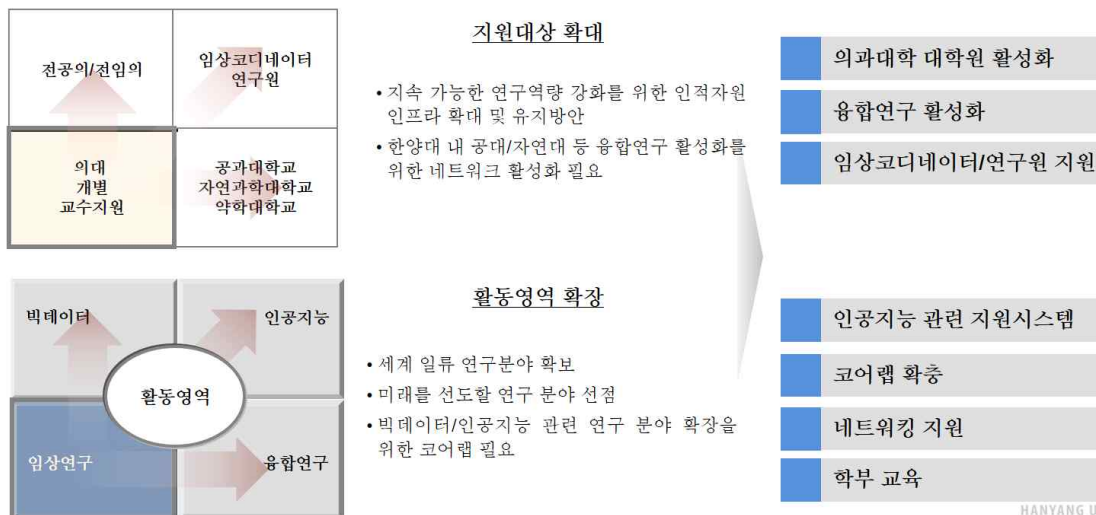 전공의/전임의
임상코디네이터
연구원
의대
개별
교수지원
공과대학교
자연과학대학교
약학대학교
지원대상 확대
• 지속 가능한 연구역량 강화를 위한 인적자원
인프라 확대 및 유지방안
• 한양대 내 공대/자연대 등 융합연구 활성화를
위한 네트워크 활성화 필요
의과대학 대학원 활성화
융합연구 활성화
임상코디네이터/연구원 지원
빅데이터
인공지능
활동영역
임상연구
융합연구
활동영역 확장
• 세계 일류 연구분야 확보
• 미래를 선도할 연구 분야 선점
• 빅데이터/인공지능 관련 연구 분야 확장을
위한 코어랩 필요
인공지능 관련 지원시스템
코어랩 확충
네트워킹 지원
학부 교육
HANYANG U